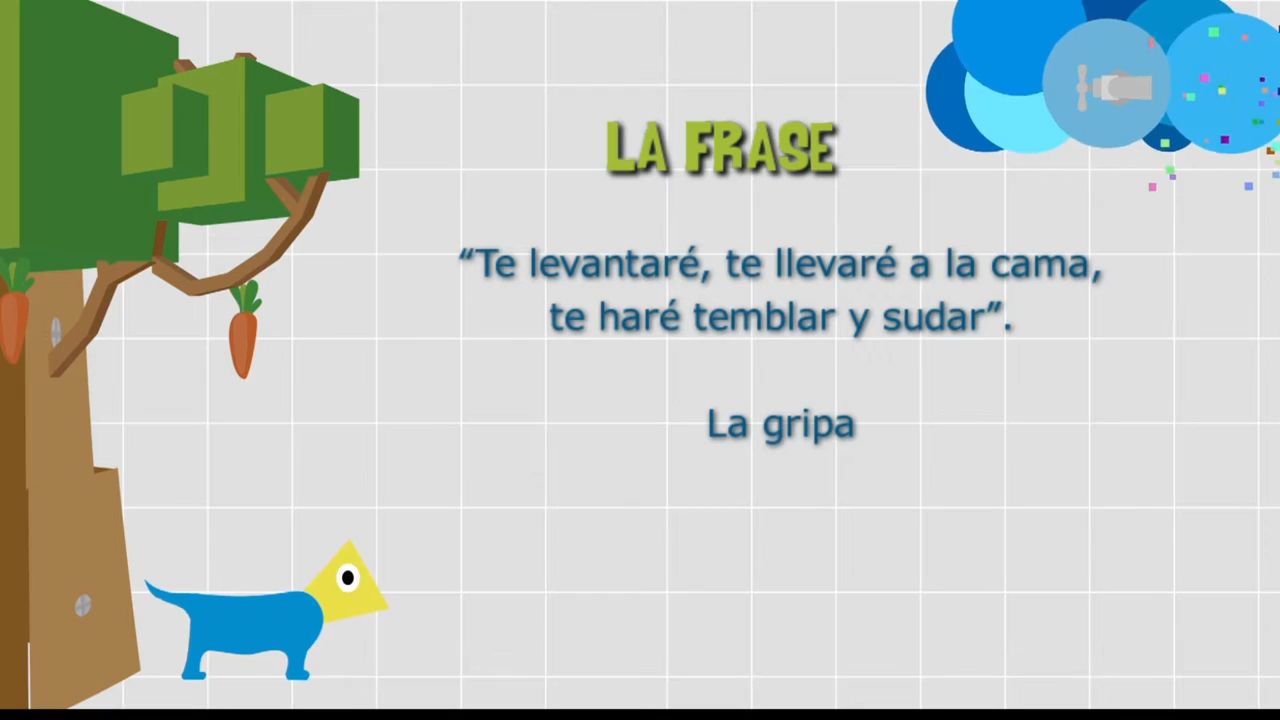 LA FRASE
“Te levantaré, te llevaré a la cama,
te haré temblar y sudar”.
La gripa